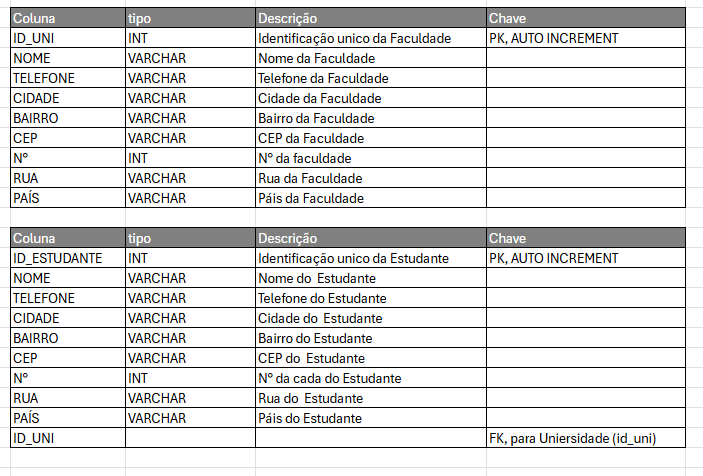 Coluna tipo Descrição Chave
ID_UNI INT Identificação unico da Faculdade PK, AUTO INCREMENT
NOME VARCHAR Nome da Faculdade
TELEFONE VARCHAR Telefone da Faculdade
CIDADE VARCHAR Cidade da Faculdade
BAIRRO VARCHAR Bairro da Faculdade
CEP VARCHAR CEP da Faculdade
Nº INT Nº da faculdade
RUA VARCHAR Rua da Faculdade
PAÍS VARCHAR Páis da Faculdade
Coluna tipo Descrição Chave
ID_ESTUDANTE INT Identificação unico da Estudante PK, AUTO INCREMENT
NOME VARCHAR Nome do Estudante
TELEFONE VARCHAR Telefone do Estudante
CIDADE VARCHAR Cidade do Estudante
BAIRRO VARCHAR Bairro do Estudante
CEP VARCHAR CEP do Estudante
Nº INT Nº da cada do Estudante
RUA VARCHAR Rua do Estudante
PAÍS VARCHAR Páis do Estudante
ID_UNI FK, para Uniersidade (id_uni)